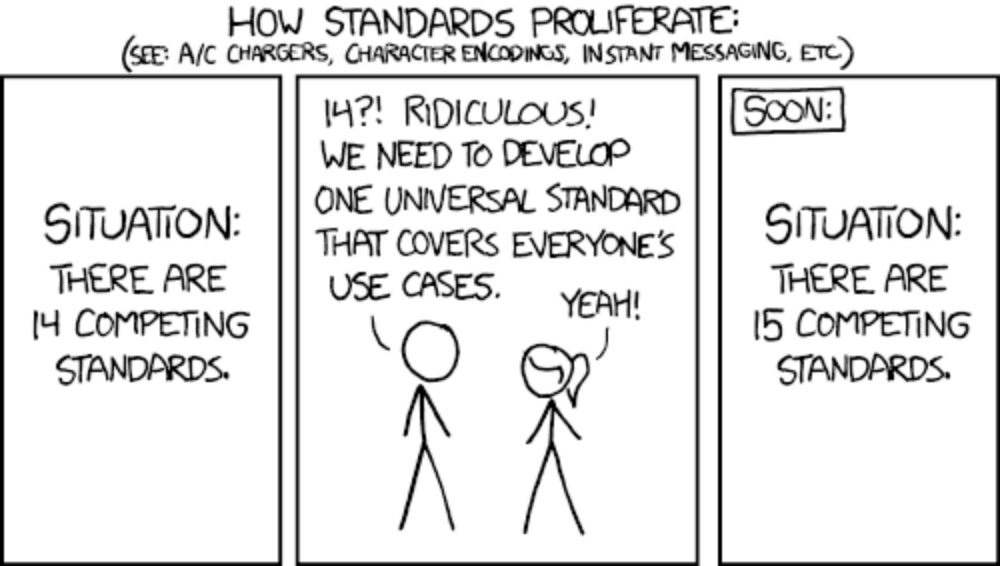 HOW STANDARDS PROLIFERATE:
(SEE: A/C CHARGERS, CHARACTER ENCODINGS, INSTANT MESSAGING, ETC.)
SITUATION:
THERE ARE
14 COMPETING
STANDARDS.
14?! RIDICULOUS!
WE NEED TO DEVELOP
ONE UNIVERSAL STANDARD
THAT COVERS EVERYONE'S
USE CASES.
YEAH!
SOON:
SITUATION:
THERE ARE
15 COMPETING
STANDARDS.